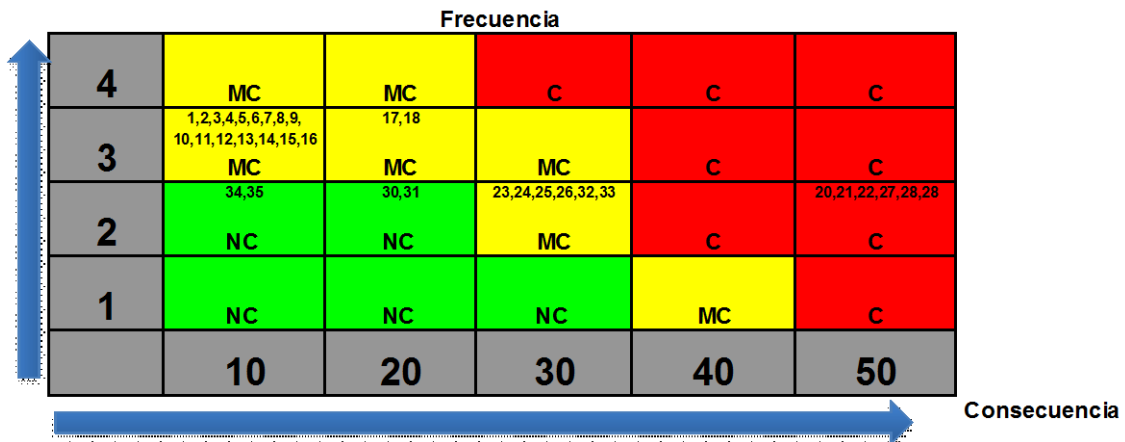 Frecuencia
4 MC MC C C C
1,2,3,4,5,6,7,8,9, 17,18
10,11,12,13,14,15,16
3 MC MC MC C C
34,35 30,31 23,24,25,26,32,33 20,21,22,27,28,28
2 NC NC MC C C
1 NC NC NC MC C
10 20 30 40 50
Consecuencia